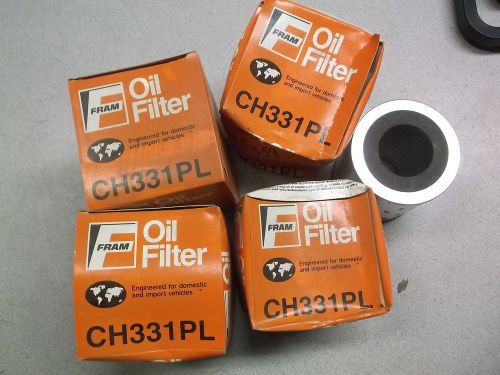 FRAM
Oil
Filter
Engineered for domestic
and import vehicles
CH331PL
FRAM
Oil
Filter
Engineered for domestic
and import vehicles
CH331PL
FRAM
Oil
Filter
Engineered for domestic
and import vehicles ™
CH331PL
FRAM
Oil
Filter
Engineered for domestic
and import vehicles
CH331PL